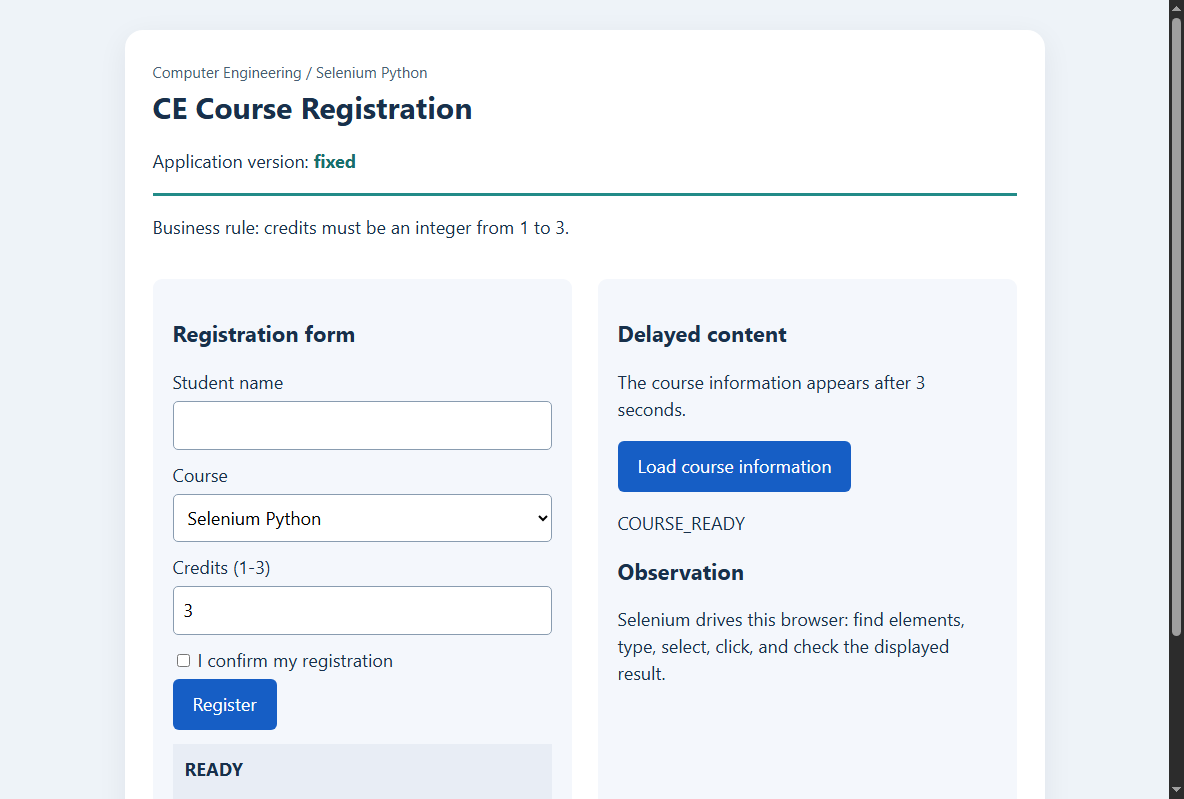 Computer Engineering / Selenium Python
CE Course Registration
Application version: fixed
Business rule: credits must be an integer from 1 to 3.
Registration form
Student name
Course
Selenium Python
Credits (1-3)
3
I confirm my registration
Register
READY
Delayed content
The course information appears after 3
seconds.
Load course information
COURSE_READY
Observation
Selenium drives this browser: find elements,
type, select, click, and check the displayed
result.